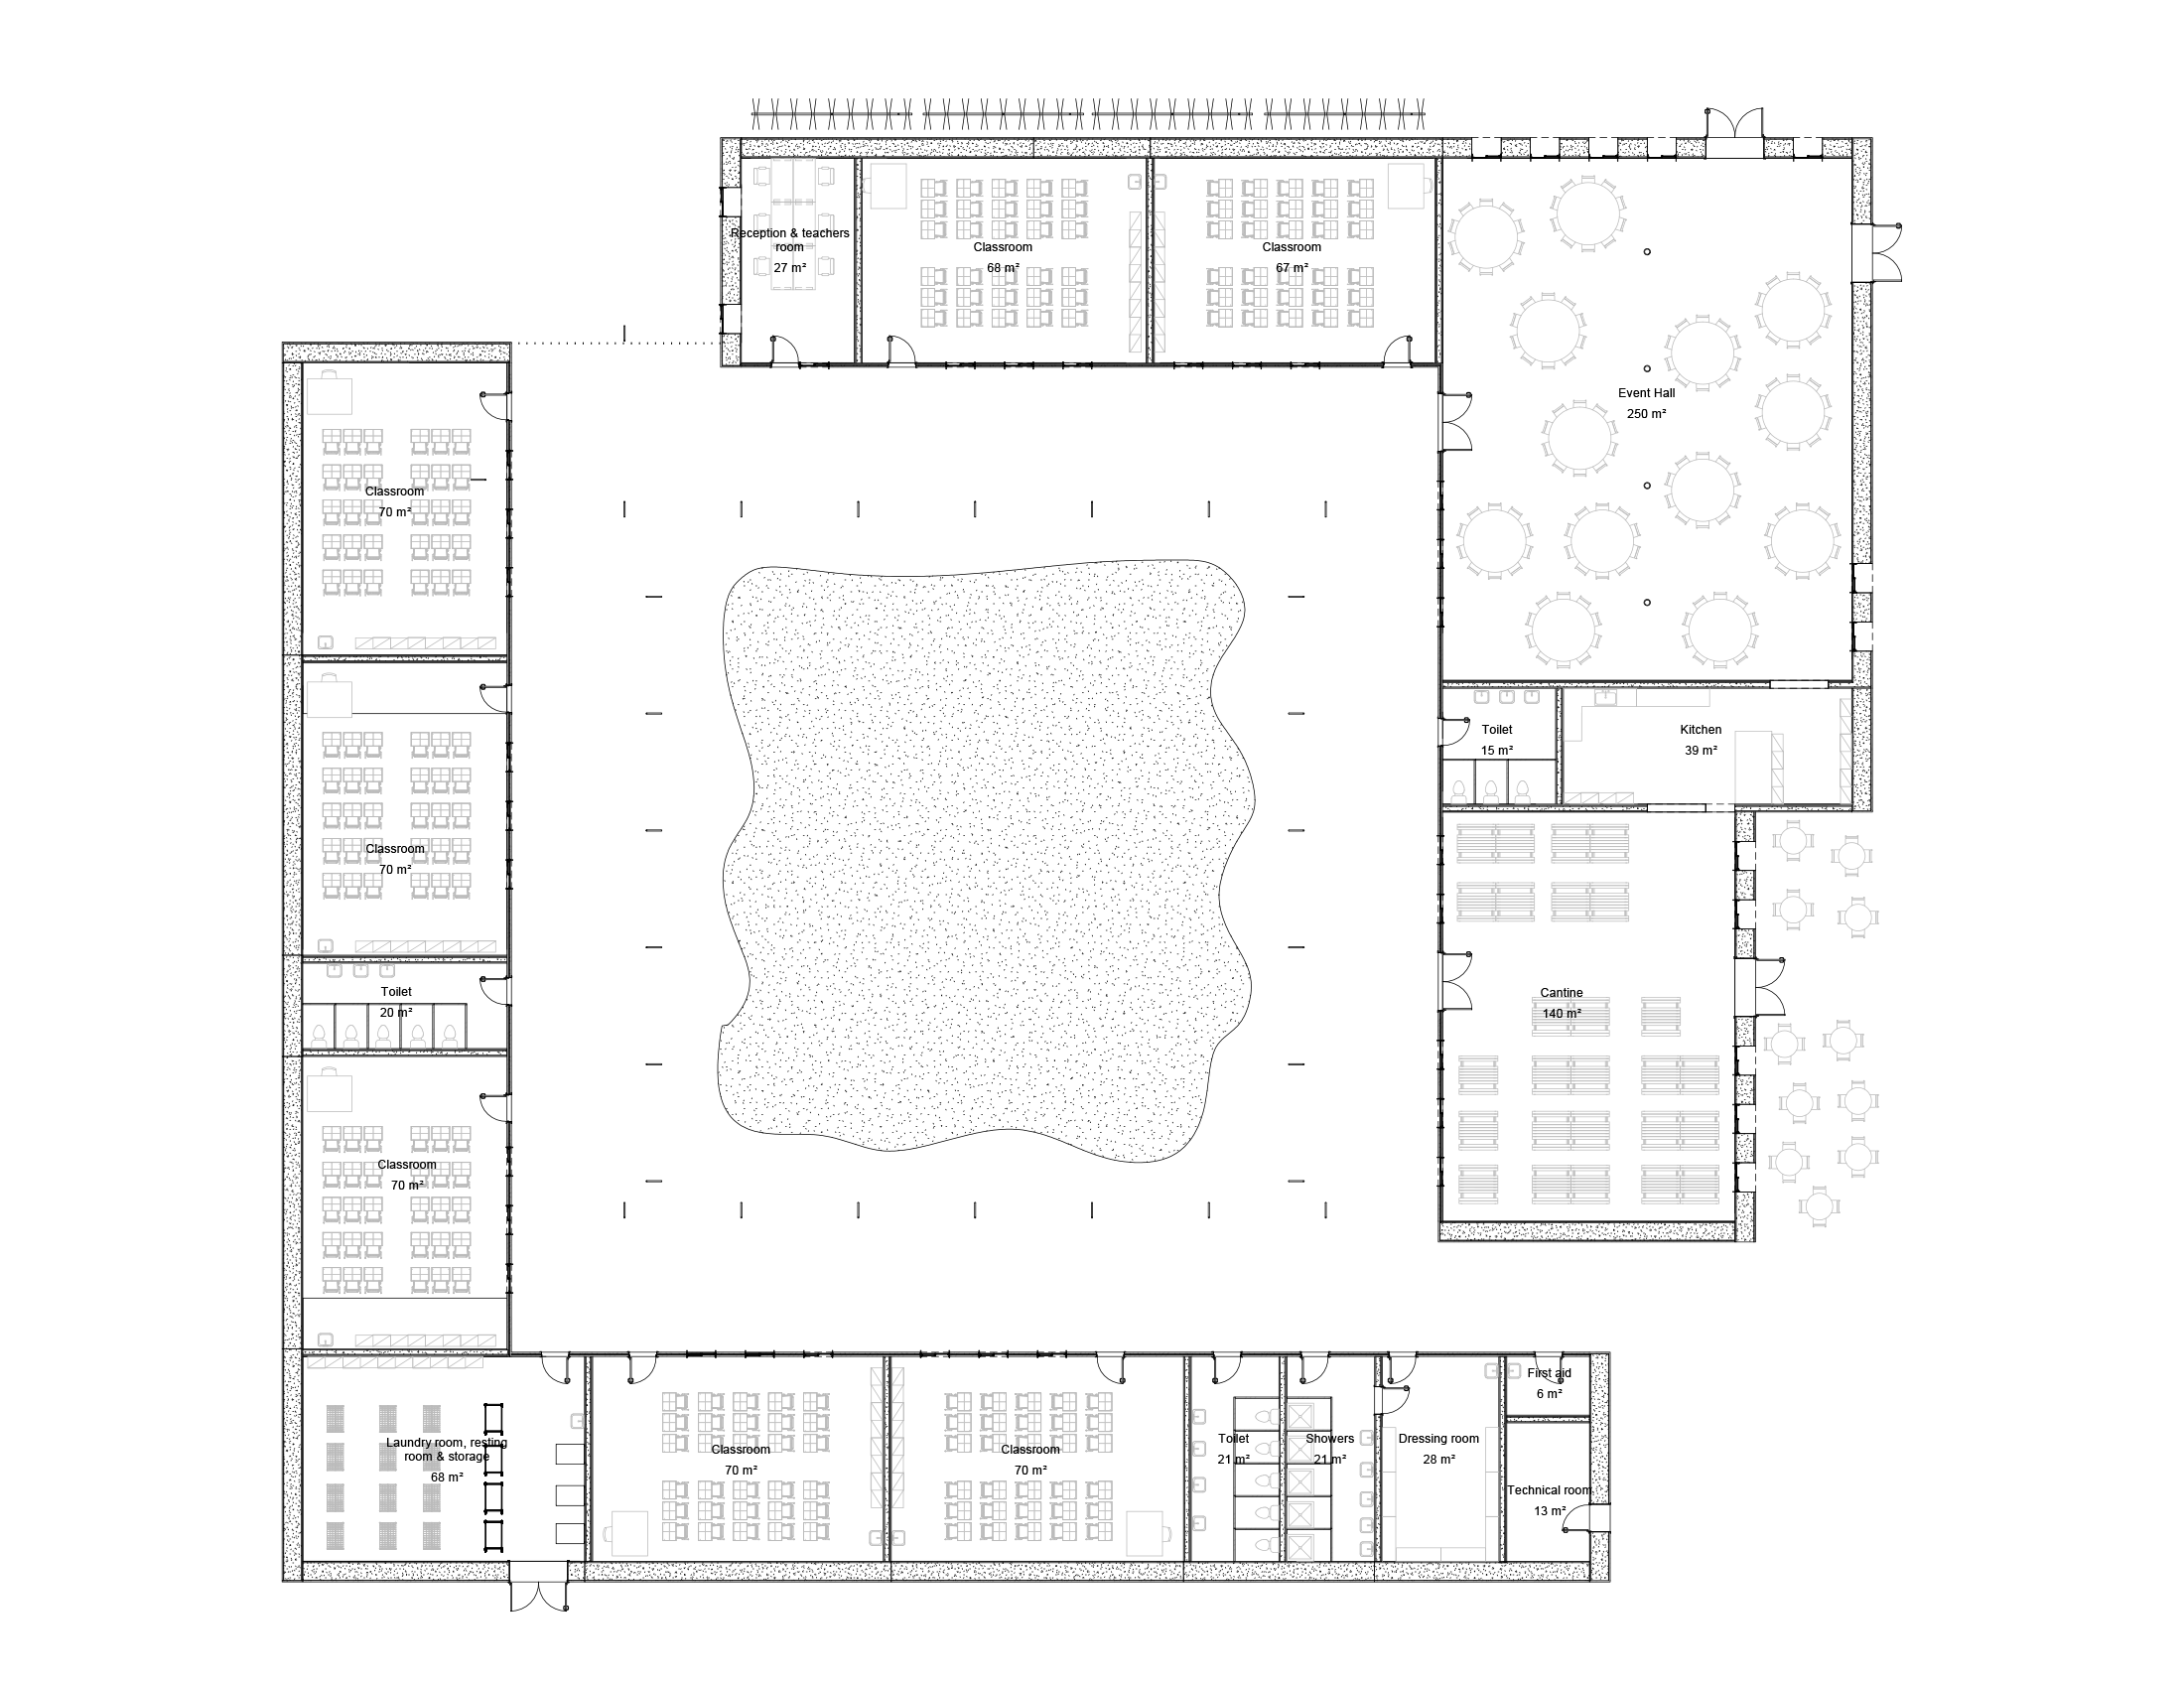 Reception & teachers
room
27 m²
Classroom
68 m²
Classroom
67 m²
Event Hall
250 m²
Classroom
70 m²
Toilet
15 m²
Kitchen
39 m²
Classroom
70 m²
Toilet
20 m²
Cantine
140 m²
Classroom
70 m²
Laundry room, resting
room & storage
68 m²
Classroom
70 m²
Classroom
70 m²
Toilet
21 m²
Showers
21 m²
Dressing room
28 m²
First aid
6 m²
Technical room
13 m²